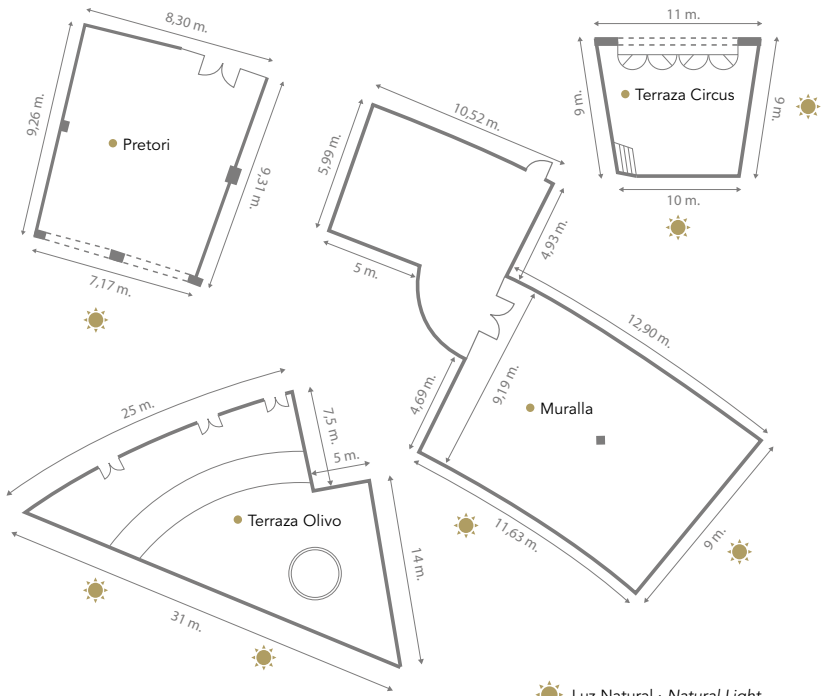 8,30 m.
9,26 m.
Pretori
9,31 m.
7,17 m.
10,52 m.
5,99 m.
4,93 m.
5 m.
11 m.
9 m.
Terraza Circus
9 m.
10 m.
12,90 m.
9,19 m.
4,69 m.
Muralla
11,63 m.
9 m.
25 m.
7,5 m.
5 m.
Terraza Olivo
14 m.
31 m.
Luz Natural · Natural Light